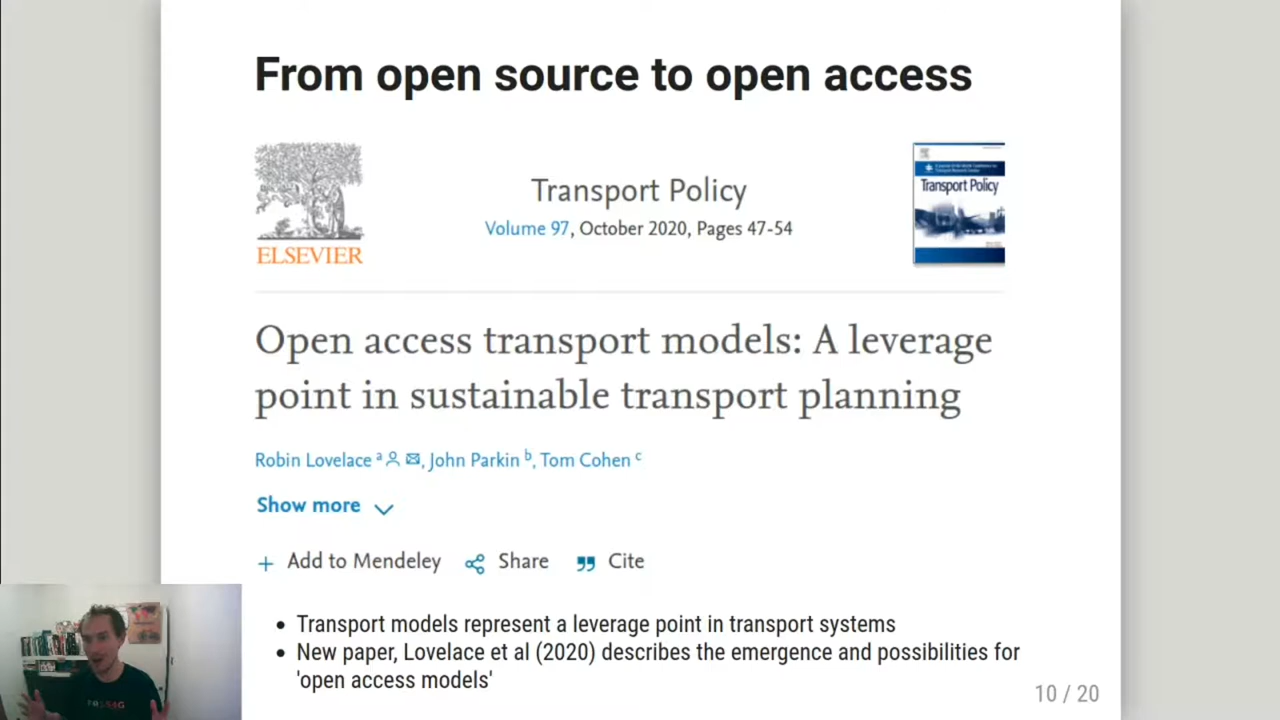 From open source to open access
ELSEVIER
Transport Policy
Volume 97, October 2020, Pages 47-54
Transport Policy
Open access transport models: A leverage
point in sustainable transport planning
Robin Lovelace a, John Parkin b, Tom Cohen c
Show more
+ Add to Mendeley Share Cite
• Transport models represent a leverage point in transport systems
• New paper, Lovelace et al (2020) describes the emergence and possibilities for
'open access models'
10 / 20